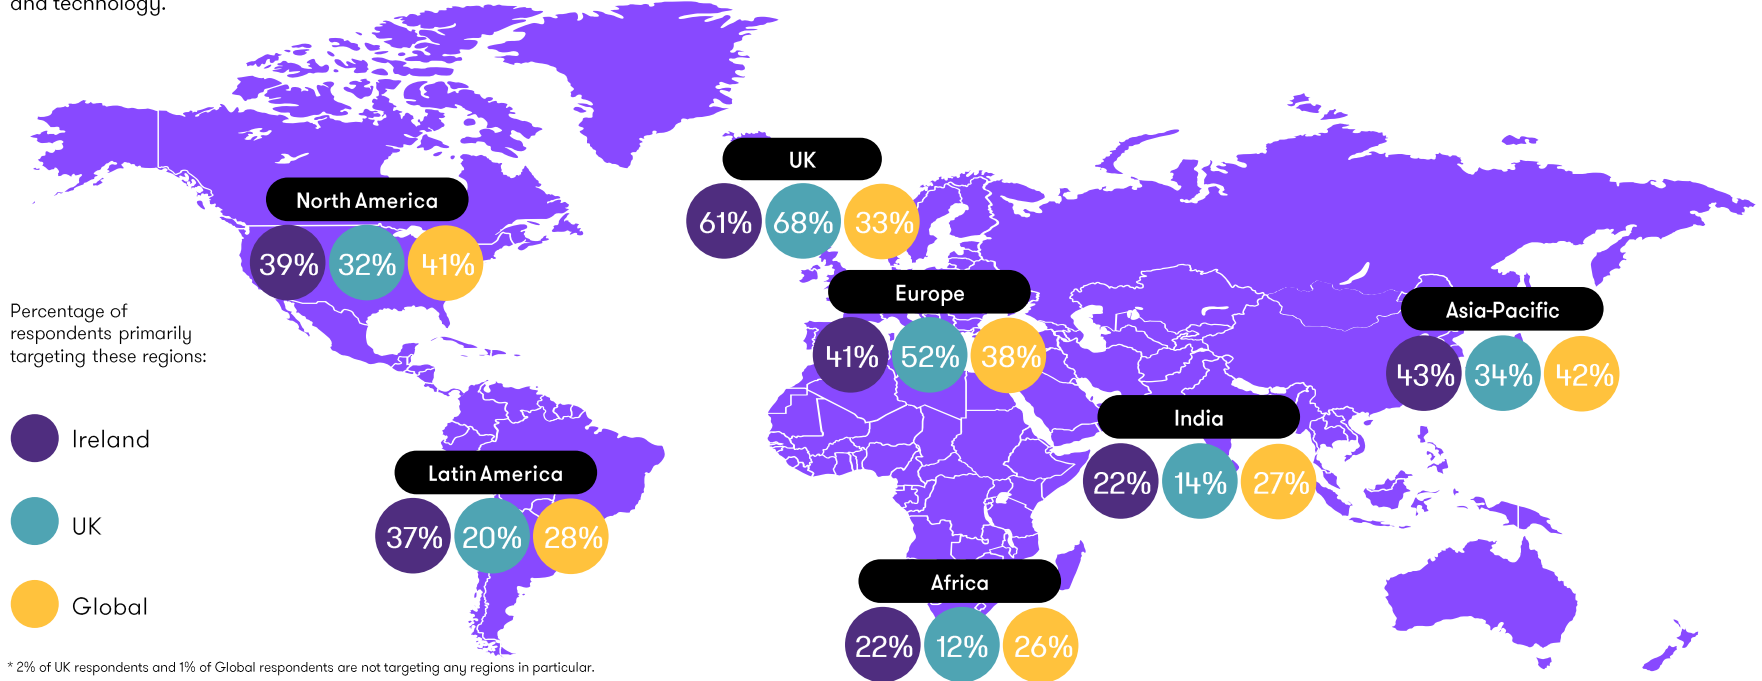 and technology.
UK
61% 68% 33%
North America
39% 32% 41%
Europe
41% 52% 38%
Asia-Pacific
43% 34% 42%
Percentage of
respondents primarily
targeting these regions:
India
22% 14% 27%
Ireland
Latin America
37% 20% 28%
UK
Africa
22% 12% 26%
Global
* 2% of UK respondents and 1% of Global respondents are not targeting any regions in particular.